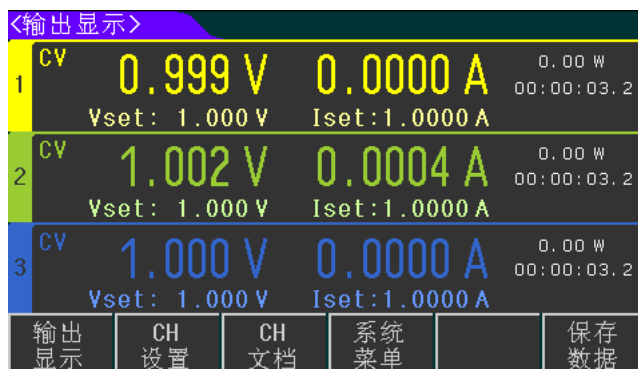 <输出显示>
CV
1 0.999 V 0.0000 A 0.00 W
00:00:03.2
Vset: 1.000 V Iset:1.0000 A
CV
2 1.002 V 0.0004 A 0.00 W
00:00:03.2
Vset: 1.000 V Iset:1.0000 A
CV
3 1.000 V 0.0000 A 0.00 W
00:00:03.2
Vset: 1.000 V Iset:1.0000 A
输出 CH CH 系统 保存
显示 设置 文档 菜单 数据